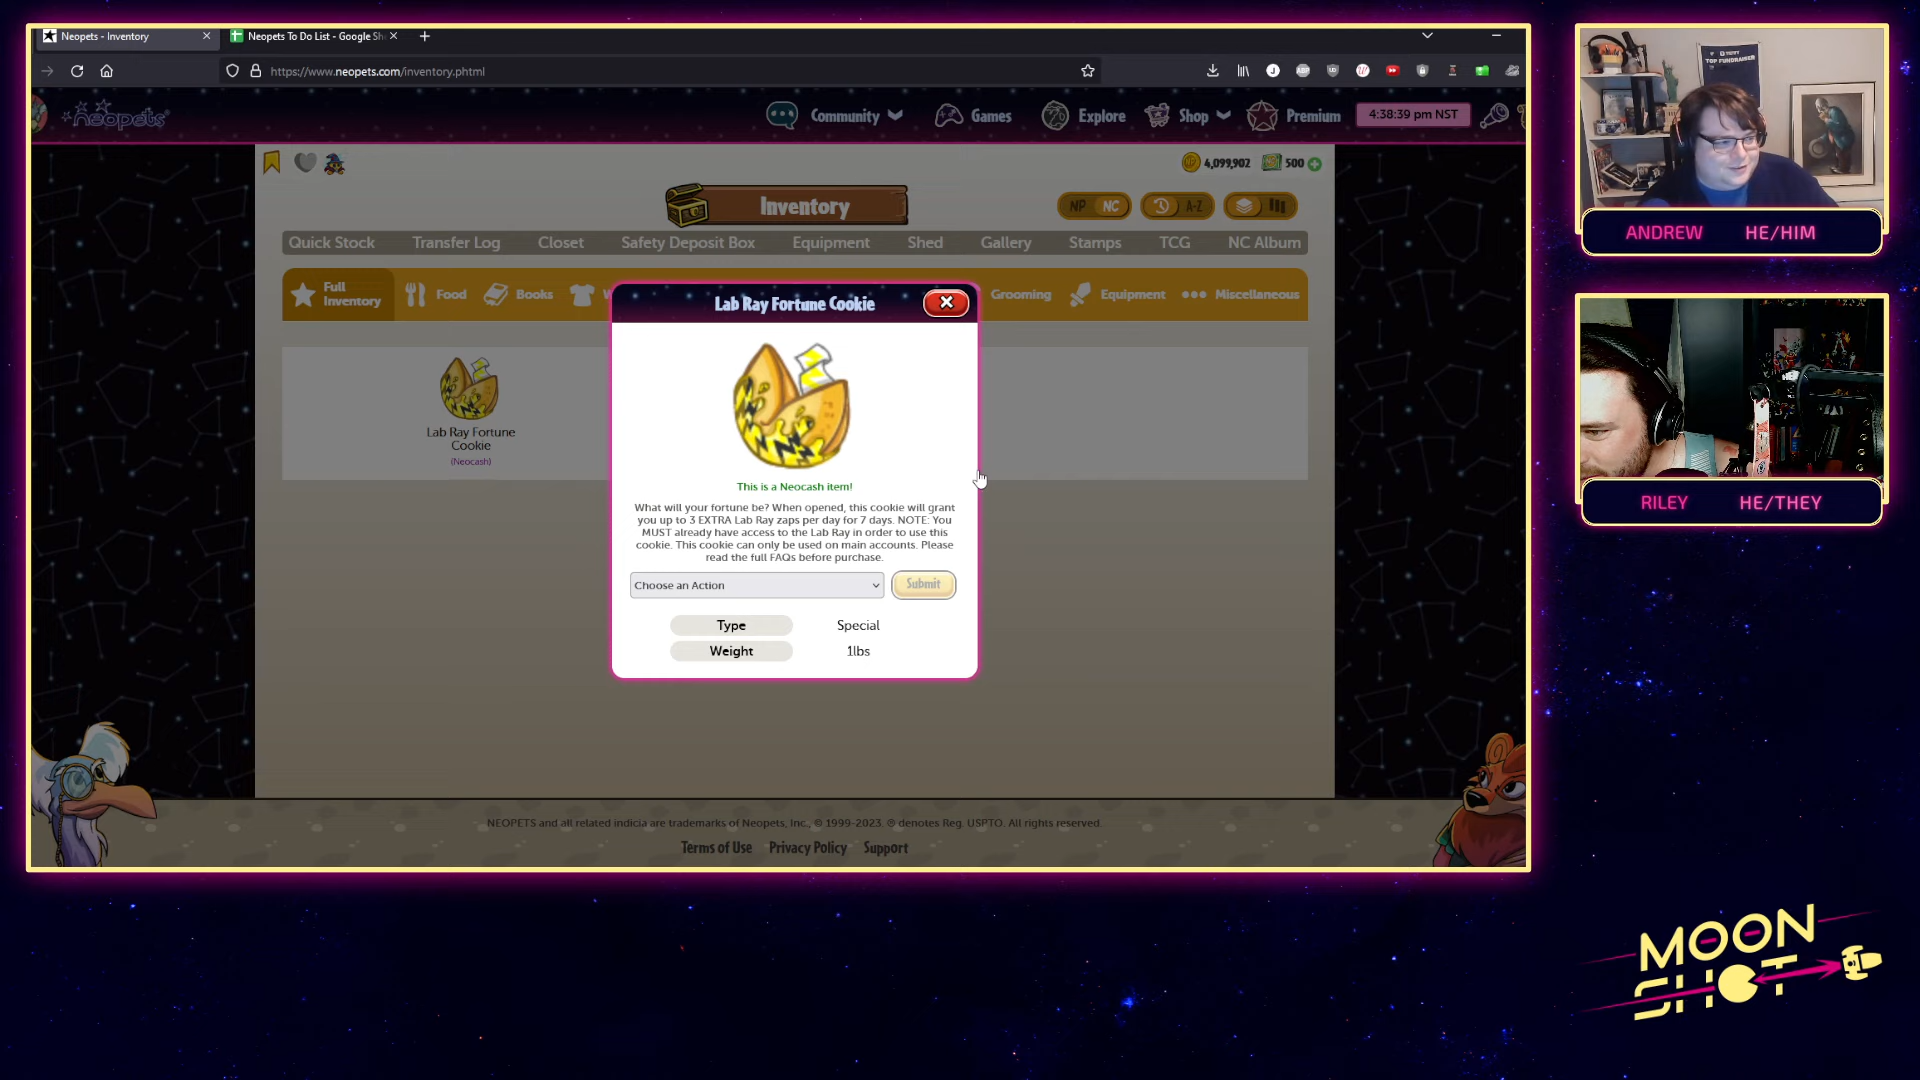 Neopets - Inventory
Neopets To Do List - Google Sh
https://www.neopets.com/inventory.phtml
neopets
Community
Games
Explore
Shop
Premium
4:38:39 pm NST
4,099,902
500
Inventory
NP
NC
A-Z
Quick Stock
Transfer Log
Closet
Safety Deposit Box
Equipment
Shed
Gallery
Stamps
TCG
NC Album
Full
Inventory
Food
Books
W
Grooming
Equipment
Miscellaneous
Lab Ray Fortune Cookie
Lab Ray Fortune
Cookie
(Neocash)
This is a Neocash item!
What will your fortune be? When opened, this cookie will grant
you up to 3 EXTRA Lab Ray zaps per day for 7 days. NOTE: You
MUST already have access to the Lab Ray in order to use this
cookie. This cookie can only be used on main accounts. Please
read the full FAQs before purchase.
Choose an Action
Submit
Type
Special
Weight
1lbs
NEOPETS and all related indicia are trademarks of Neopets, Inc., © 1999-2023. ® denotes Reg. USPTO. All rights reserved.
Terms of Use
Privacy Policy
Support
TOP FUNDRAISER
ANDREW
HE/HIM
RILEY
HE/THEY
MOON
SHOT